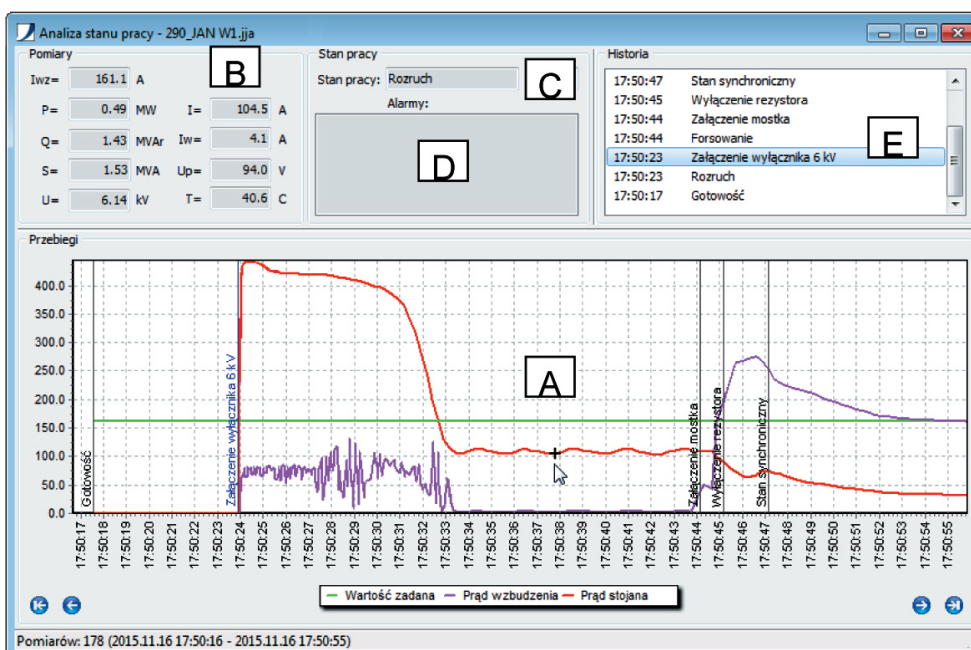 Analiza stanu pracy - 290_JAN W1.jja
Pomiary
B
Iwz= 161.1 A
P= 0.49 MW I= 104.5 A
Q= 1.43 MVAr Iw= 4.1 A
S= 1.53 MVA Up= 94.0 V
U= 6.14 kV T= 40.6 C
Stan pracy
Stan pracy: Rozruch
C
Alarmy:
D
Historia
17:50:47 Stan synchroniczny
17:50:45 Wyłączenie rezystora
17:50:44 Załączenie mostka
17:50:44 Forsowanie
17:50:23 Załączenie wyłącznika 6 kV
17:50:23 Rozruch
17:50:17 Gotowość
E
Przebiegi
400.0
350.0
300.0
250.0
200.0
150.0
100.0
50.0
0.0
Gotowość
Załączenie wyłącznika 6 kV
A
Załączenie mostka
Wyłączenie rezystora
Stan synchroniczny
17:50:17
17:50:18
17:50:19
17:50:20
17:50:21
17:50:22
17:50:23
17:50:24
17:50:25
17:50:26
17:50:27
17:50:28
17:50:29
17:50:30
17:50:31
17:50:32
17:50:33
17:50:34
17:50:35
17:50:36
17:50:37
17:50:38
17:50:39
17:50:40
17:50:41
17:50:42
17:50:43
17:50:44
17:50:45
17:50:46
17:50:47
17:50:48
17:50:49
17:50:50
17:50:51
17:50:52
17:50:53
17:50:54
17:50:55
Wartość zadana Prąd wzbudzenia Prąd stojana
Pomiarów: 178 (2015.11.16 17:50:16 - 2015.11.16 17:50:55)